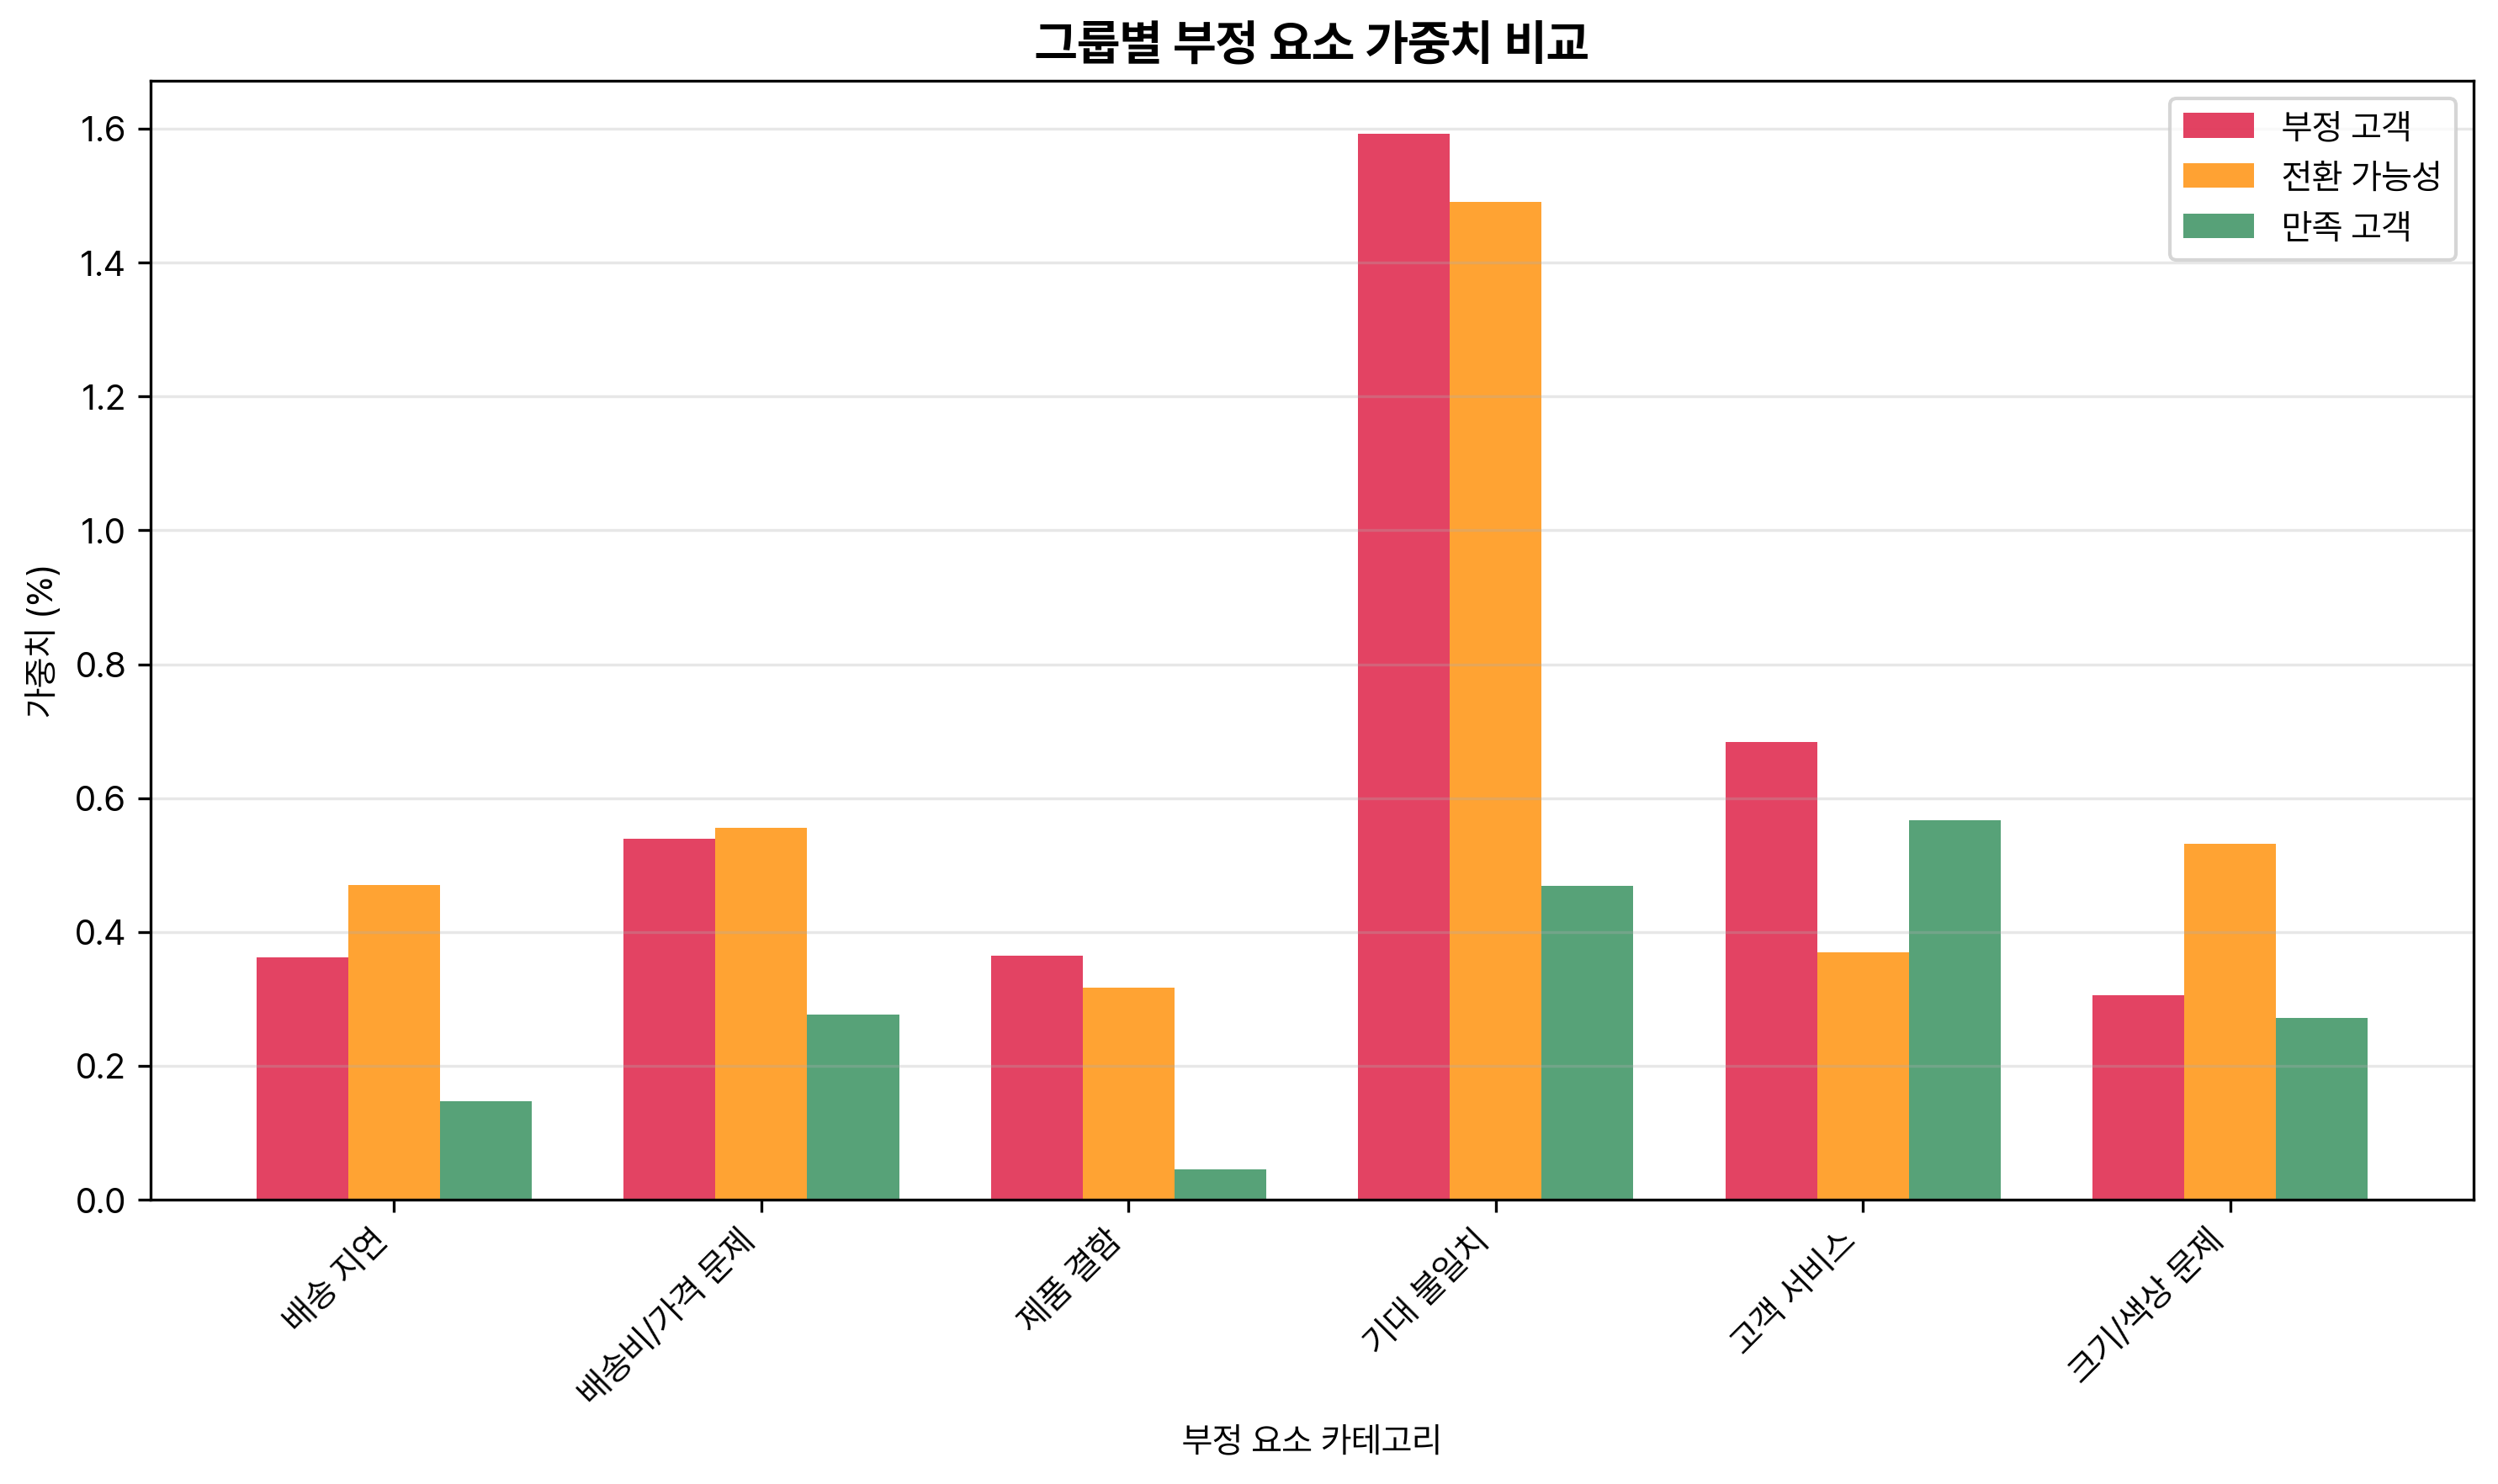 그룹별 부정 요소 가중치 비교
부정 고객
전환 가능성
만족 고객
가중치 (%)
1.6
1.4
1.2
1.0
0.8
0.6
0.4
0.2
0.0
배송 지연
배송비/가격 문제
제품 결함
기대 불일치
고객 서비스
크기/색상 문제
부정 요소 카테고리